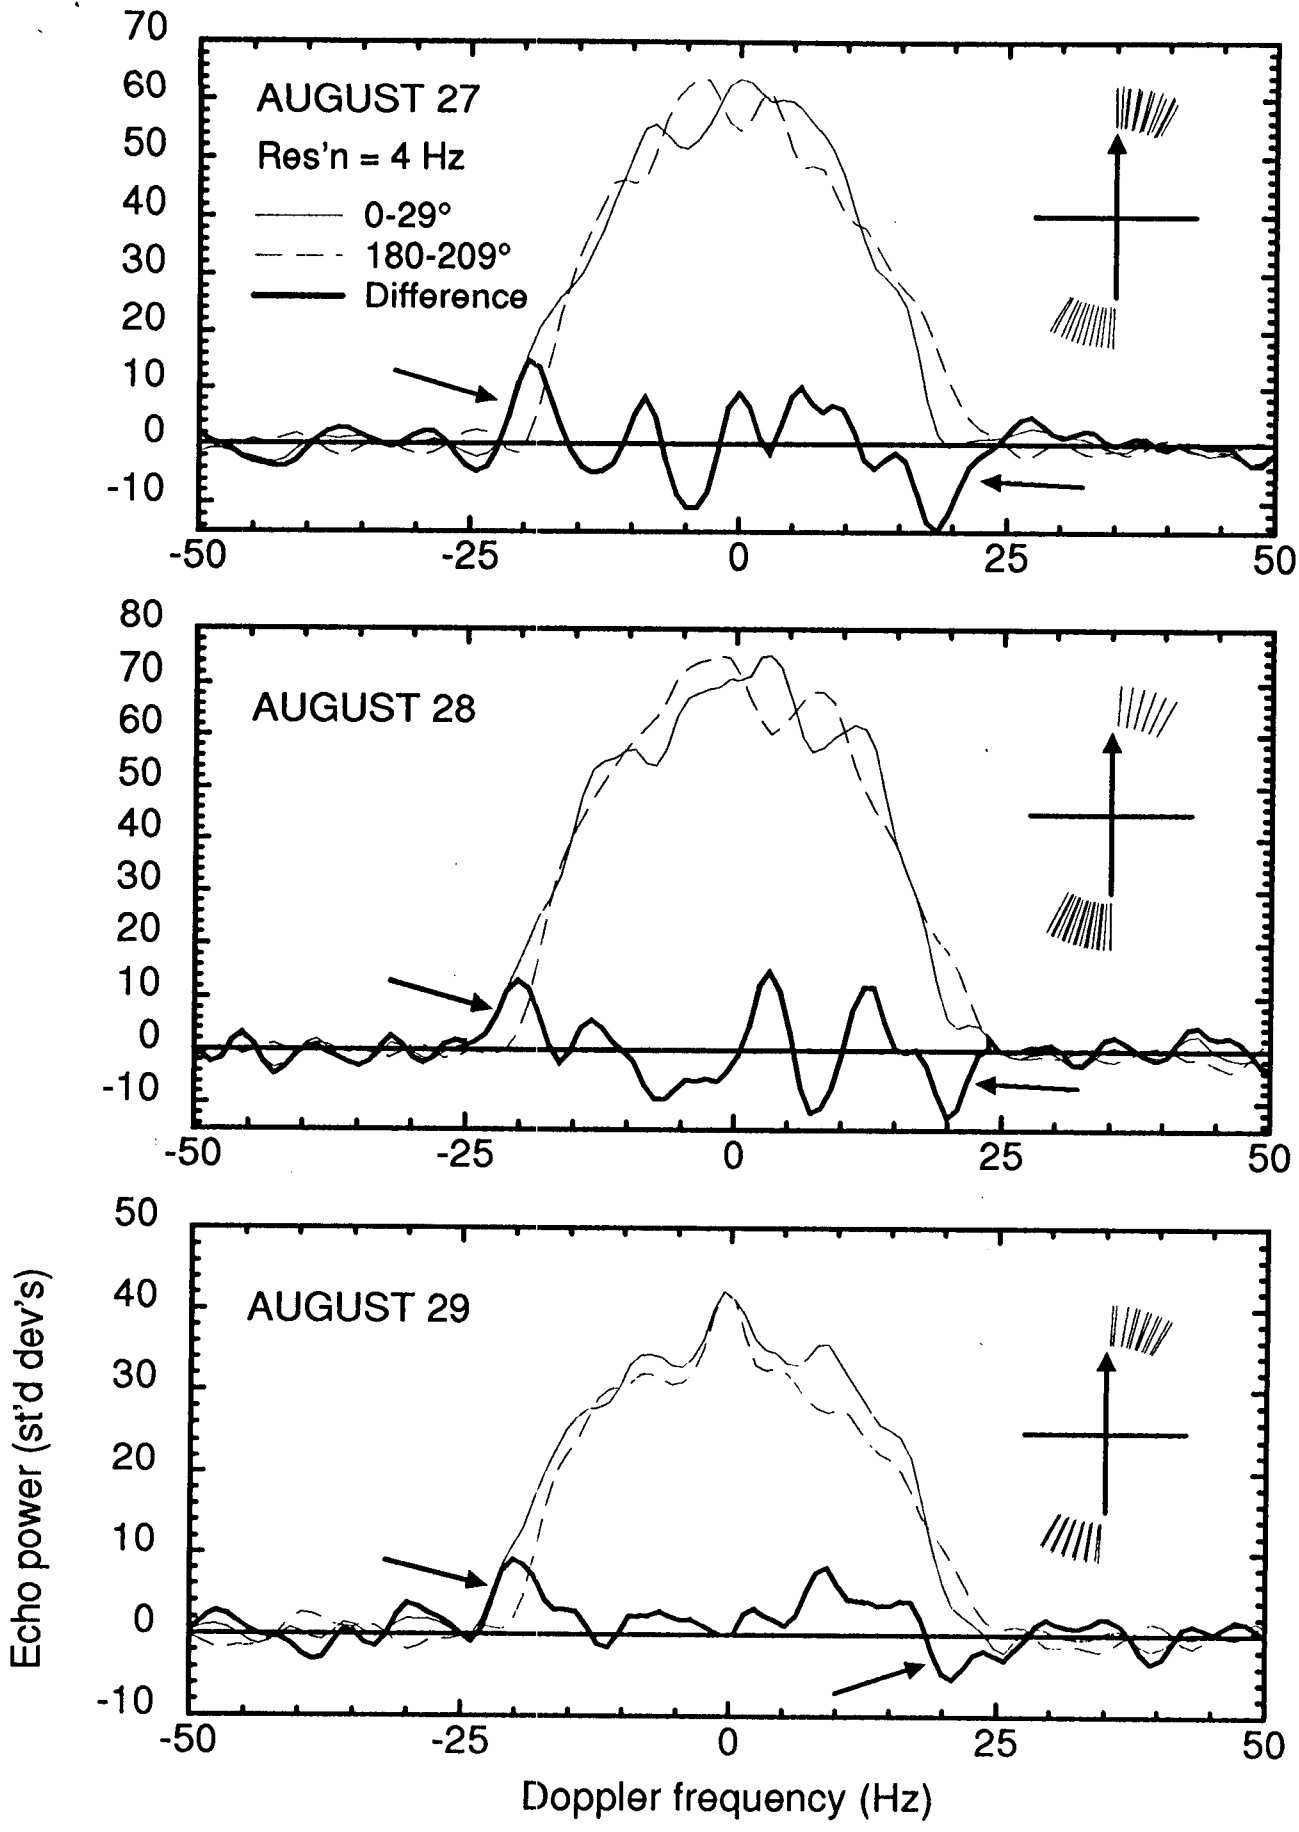 70
60
50
40
30
20
10
0
-10
AUGUST 27
Res'n = 4 Hz
0-29°
180-209°
Difference
-50 -25 0 25 50
80
70
60
50
40
30
20
10
0
-10
AUGUST 28
-50 -25 0 25 50
50
40
30
20
10
0
-10
AUGUST 29
Echo power (st'd dev's)
-50 -25 0 25 50
Doppler frequency (Hz)